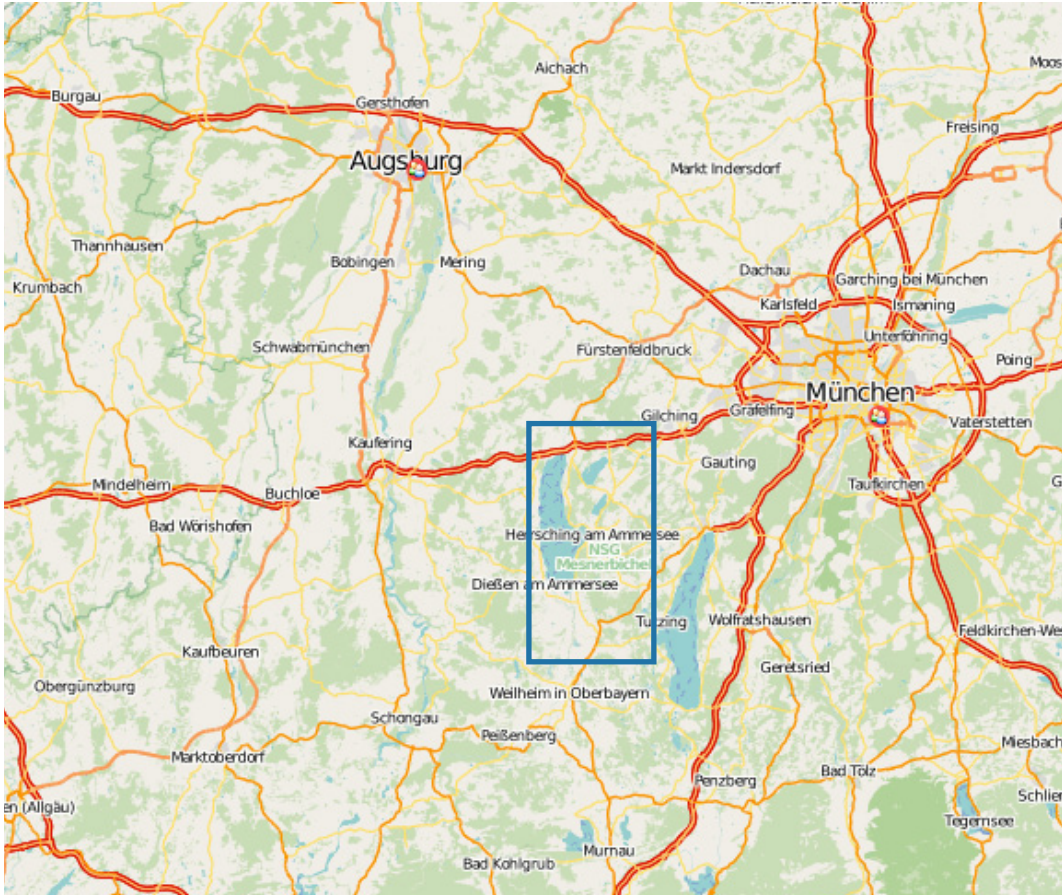 Aichach
Burgau
Gersthofen
Freising
Augsburg
Markt Indersdorf
Thannhausen
Bobingen
Mering
Dachau
Garching bei München
Krumbach
Karlsfeld
Ismaning
Unterföhring
Schwabmünchen
Fürstenfeldbruck
Poing
München
Gilching
Gräfelfing
Vaterstetten
Kaufering
Gauting
Mindelheim
Buchloe
Taufkirchen
Bad Wörishofen
Herrsching am Ammersee
NSG
Mesnerbichel
Dießen am Ammersee
Tutzing
Wolfratshausen
Feldkirchen-We
Kaufbeuren
Geretsried
Obergünzburg
Weilheim in Oberbayern
Schongau
Peißenberg
Miesbach
Marktoberdorf
Bad Tölz
Penzberg
Schlier
en (Allgäu)
Tegernsee
Murnau
Bad Kohlgrub